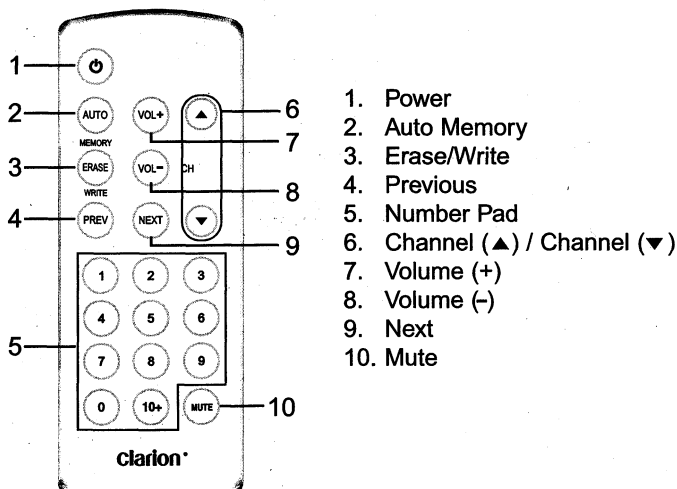 1
AUTO VOL+ ▲ 6
2
7
MEMORY
ERASE VOL− CH
3
8
WRITE
PREV NEXT ▼
4
9
1 2 3
4 5 6
5
7 8 9
0 10+ MUTE 10
clarion
1. Power
2. Auto Memory
3. Erase/Write
4. Previous
5. Number Pad
6. Channel (▲) / Channel (▼)
7. Volume (+)
8. Volume (−)
9. Next
10. Mute